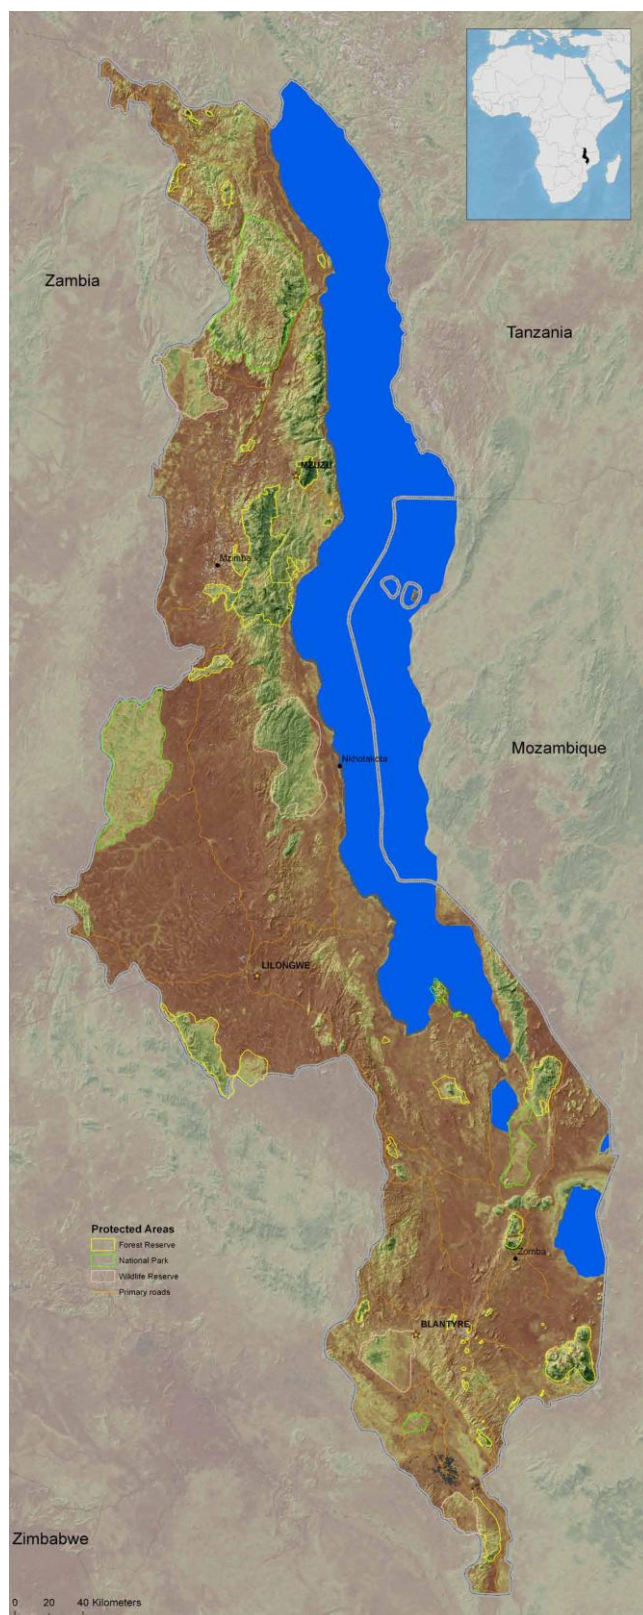 Zambia
Tanzania
MZUZU
Mzimba
Mozambique
Nkhotakota
LILONGWE
Protected Areas
Forest Reserve
National Park
Wildlife Reserve
Primary roads
Zomba
BLANTYRE
Zimbabwe
0 20 40 Kilometers